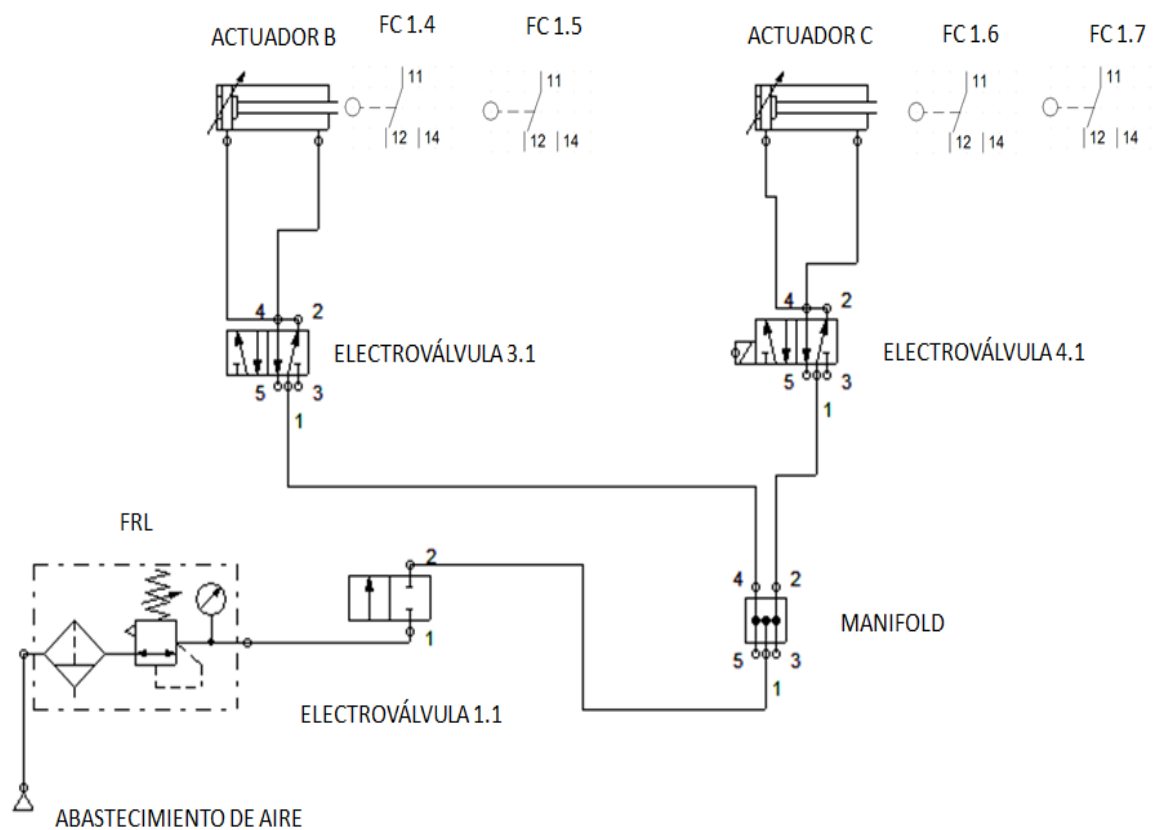 ACTUADOR B
FC 1.4
FC 1.5
ACTUADOR C
FC 1.6
FC 1.7
11
12
14
11
12
14
11
12
14
11
12
14
4
2
ELECTROVÁLVULA 3.1
5
3
1
4
2
ELECTROVÁLVULA 4.1
5
3
1
FRL
2
1
4
2
MANIFOLD
5
3
1
ELECTROVÁLVULA 1.1
ABASTECIMIENTO DE AIRE